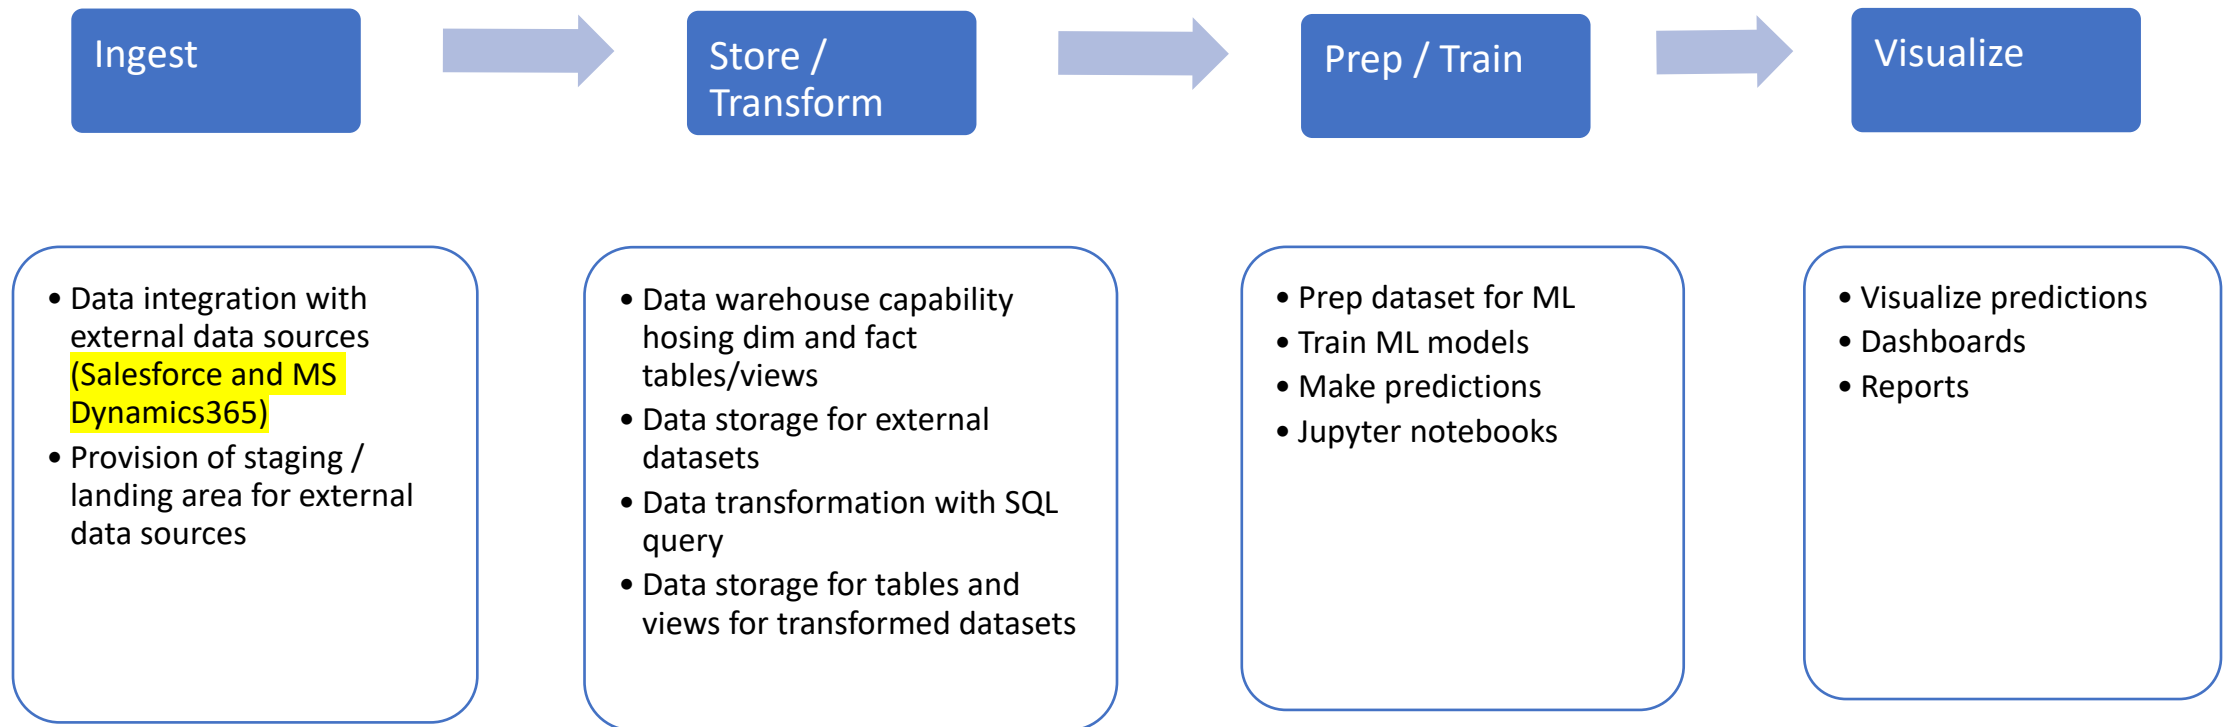 Ingest
Store /
Transform
Prep / Train
Visualize
• Data integration with
external data sources
(Salesforce and MS
Dynamics365)
• Provision of staging /
landing area for external
data sources
• Data warehouse capability
hosing dim and fact
tables/views
• Data storage for external
datasets
• Data transformation with SQL
query
• Data storage for tables and
views for transformed datasets
• Prep dataset for ML
• Train ML models
• Make predictions
• Jupyter notebooks
• Visualize predictions
• Dashboards
• Reports